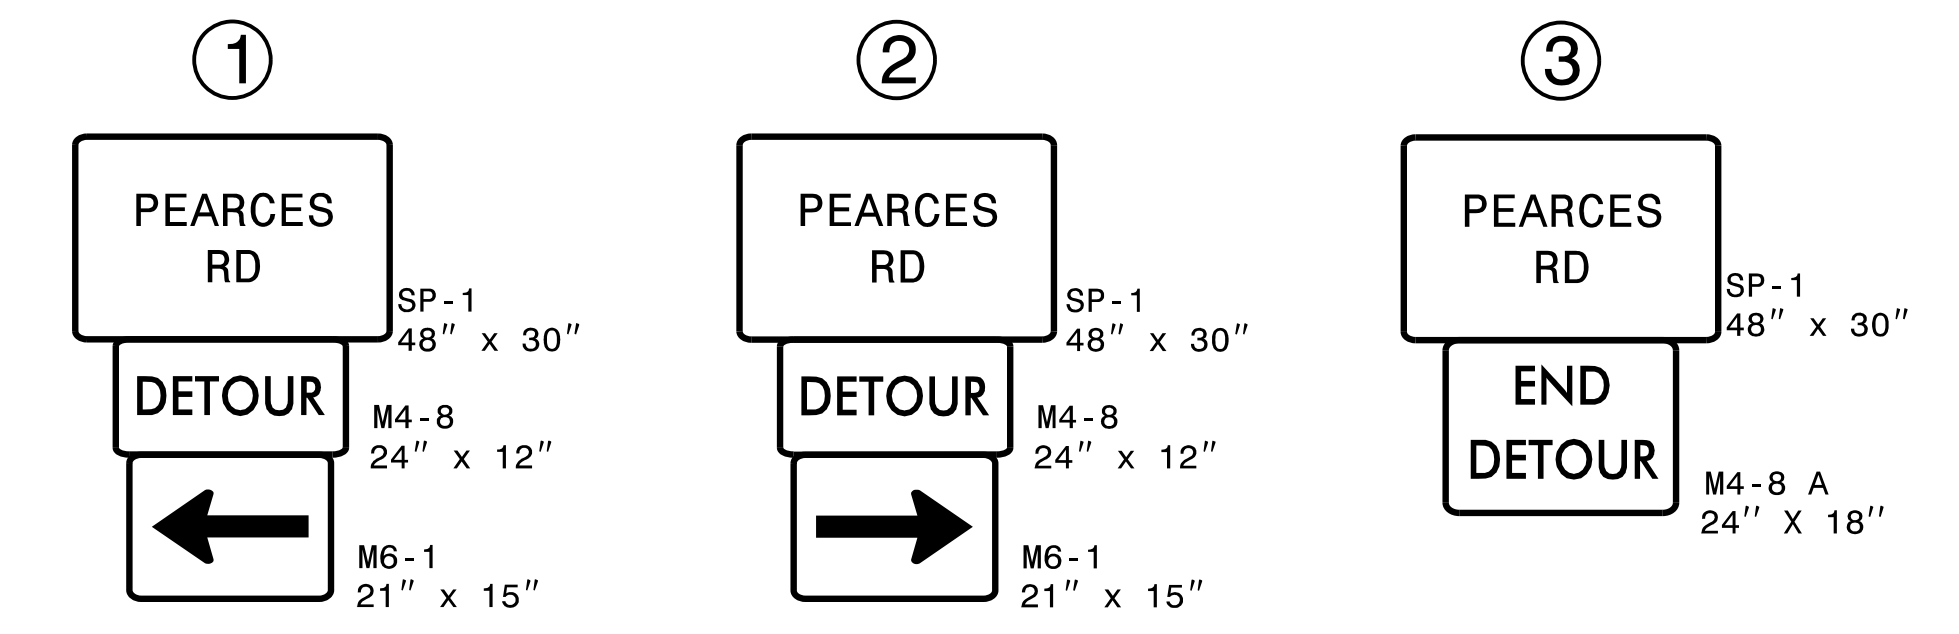 1
PEARCES
RD
SP-1
48" x 30"
DETOUR
M4-8
24" x 12"
M6-1
21" x 15"
2
PEARCES
RD
SP-1
48" x 30"
DETOUR
M4-8
24" x 12"
M6-1
21" x 15"
3
PEARCES
RD
SP-1
48" x 30"
END
DETOUR
M4-8 A
24" X 18"